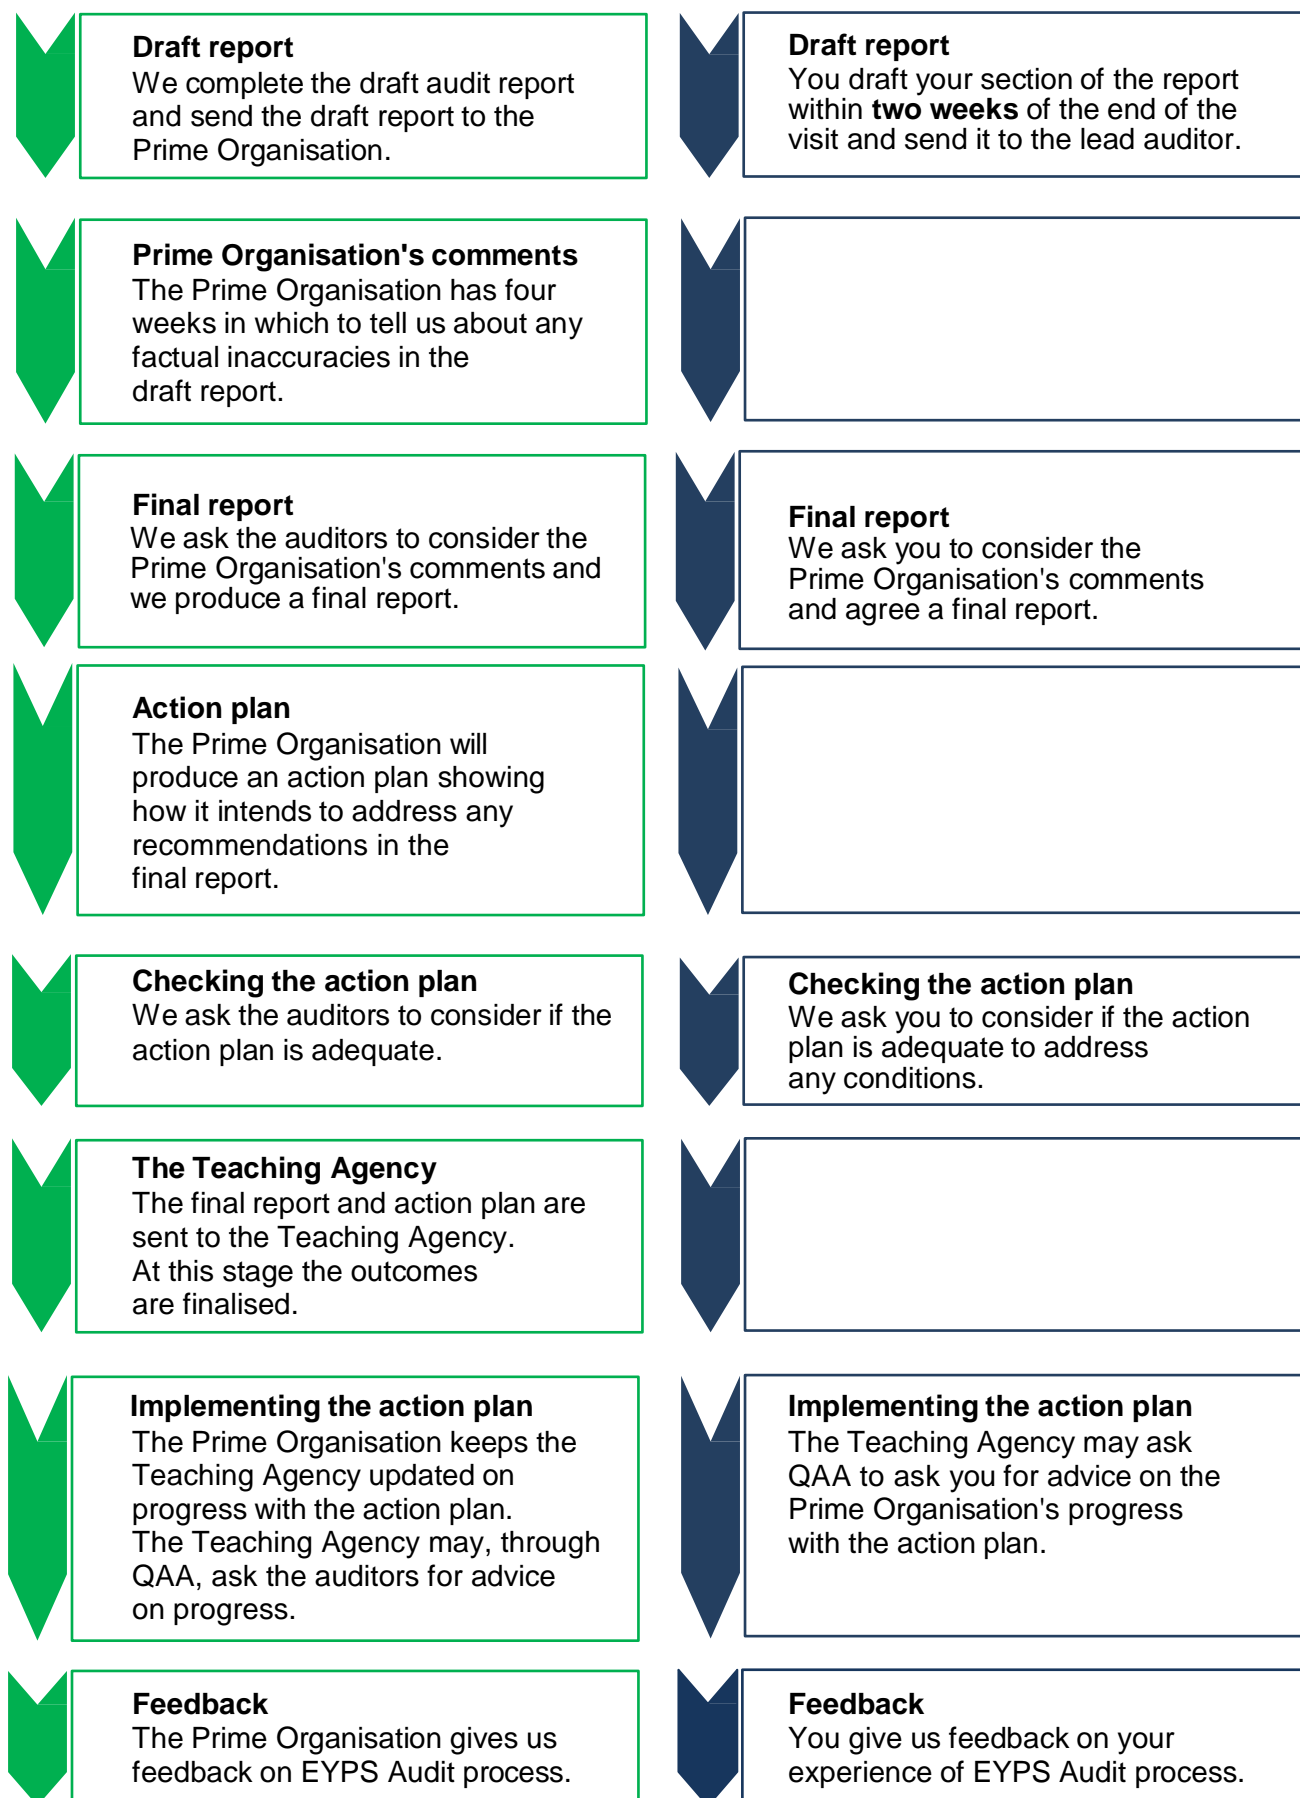 Draft report
We complete the draft audit report
and send the draft report to the
Prime Organisation.
Draft report
You draft your section of the report
within two weeks of the end of the
visit and send it to the lead auditor.
Prime Organisation's comments
The Prime Organisation has four
weeks in which to tell us about any
factual inaccuracies in the
draft report.
Final report
We ask the auditors to consider the
Prime Organisation's comments and
we produce a final report.
Final report
We ask you to consider the
Prime Organisation's comments
and agree a final report.
Action plan
The Prime Organisation will
produce an action plan showing
how it intends to address any
recommendations in the
final report.
Checking the action plan
We ask the auditors to consider if the
action plan is adequate.
Checking the action plan
We ask you to consider if the action
plan is adequate to address
any conditions.
The Teaching Agency
The final report and action plan are
sent to the Teaching Agency.
At this stage the outcomes
are finalised.
Implementing the action plan
The Prime Organisation keeps the
Teaching Agency updated on
progress with the action plan.
The Teaching Agency may, through
QAA, ask the auditors for advice
on progress.
Implementing the action plan
The Teaching Agency may ask
QAA to ask you for advice on the
Prime Organisation's progress
with the action plan.
Feedback
The Prime Organisation gives us
feedback on EYPS Audit process.
Feedback
You give us feedback on your
experience of EYPS Audit process.